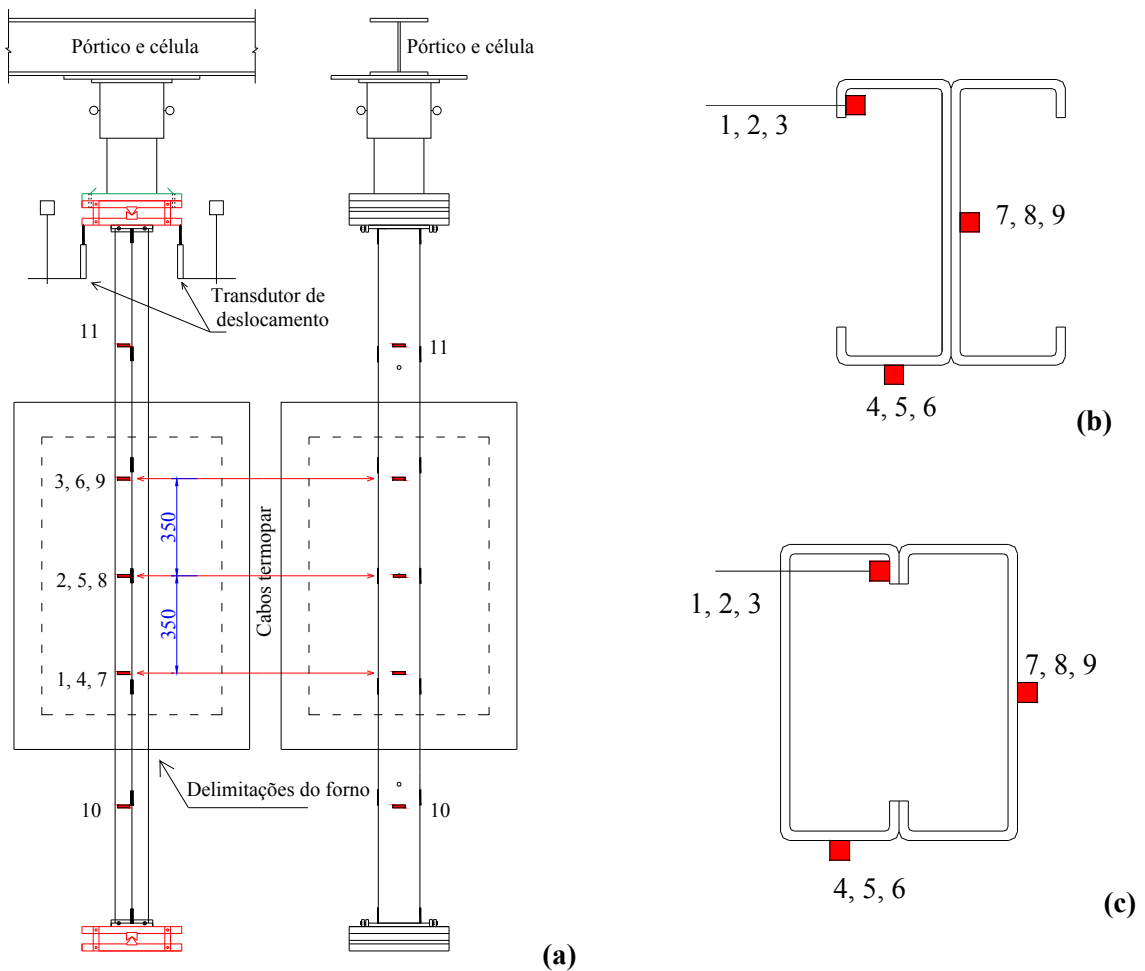 Pórtico e célula
Pórtico e célula
Transdutor de
deslocamento
11
11
3, 6, 9
350
Cabos termopar
2, 5, 8
350
1, 4, 7
Delimitações do forno
10
10
(a)
1, 2, 3
7, 8, 9
4, 5, 6
(b)
1, 2, 3
7, 8, 9
4, 5, 6
(c)